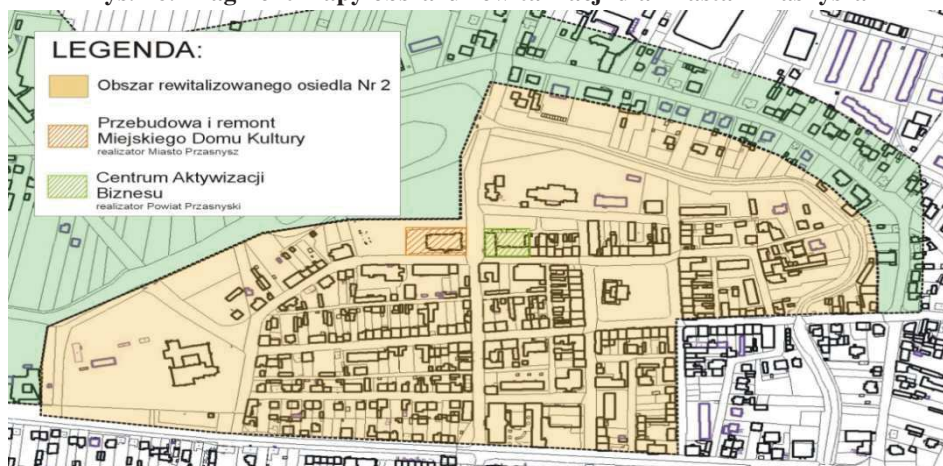 LEGENDA:
Obszar rewitalizowanego osiedla Nr 2
Przebudowa i remont
Miejskiego Domu Kultury
realizator Miasto Przasnysz
Centrum Aktywizacji
Biznesu
realizator Powiat Przasnyski